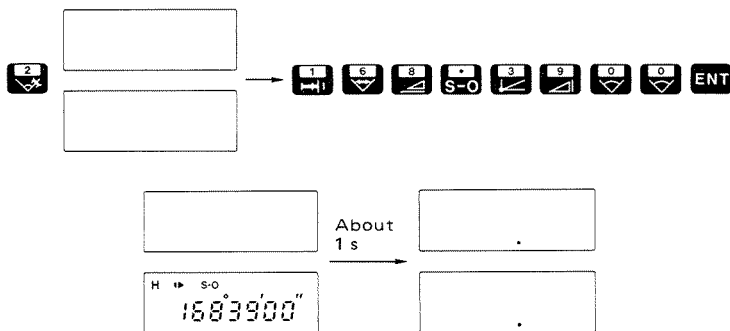 2 1 6 8 • 3 9 0 0 ENT
S-O
About
1 s
H ◁▶ S-O
168°39'00"